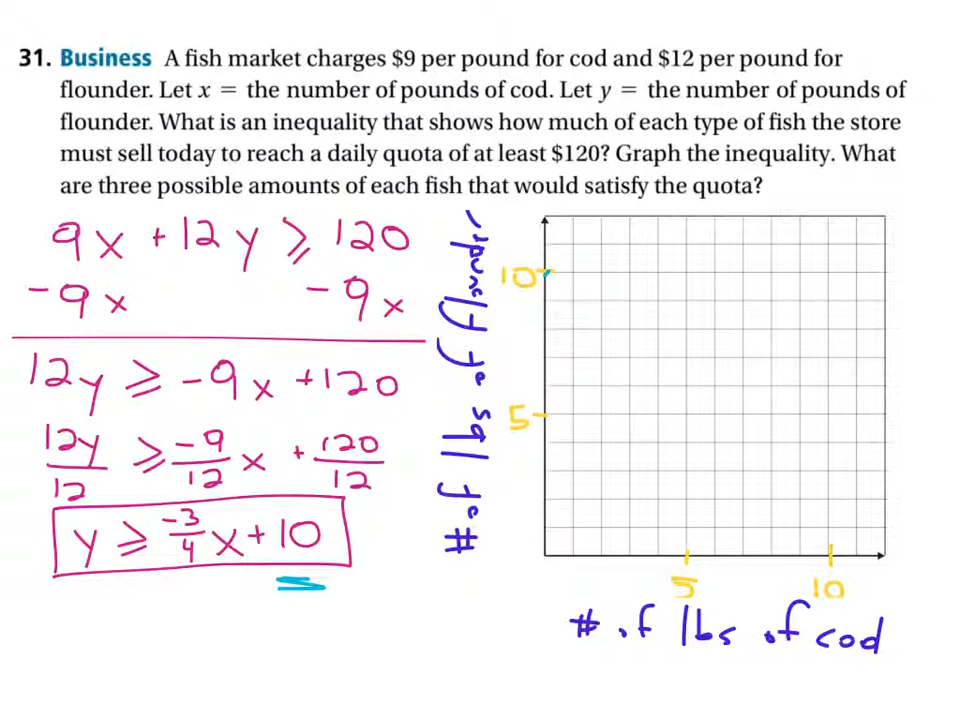 31. Business A fish market charges $9 per pound for cod and $12 per pound for
flounder. Let x = the number of pounds of cod. Let y = the number of pounds of
flounder. What is an inequality that shows how much of each type of fish the store
must sell today to reach a daily quota of at least $120? Graph the inequality. What
are three possible amounts of each fish that would satisfy the quota?
9x + 12y ⩾ 120
-9x -9x
12y ⩾ -9x + 120
12y/12 ⩾ -9/12 x + 120/12
y ⩾ -3/4 x + 10
# of lbs of flounder
10
5
5 10
# of lbs of cod